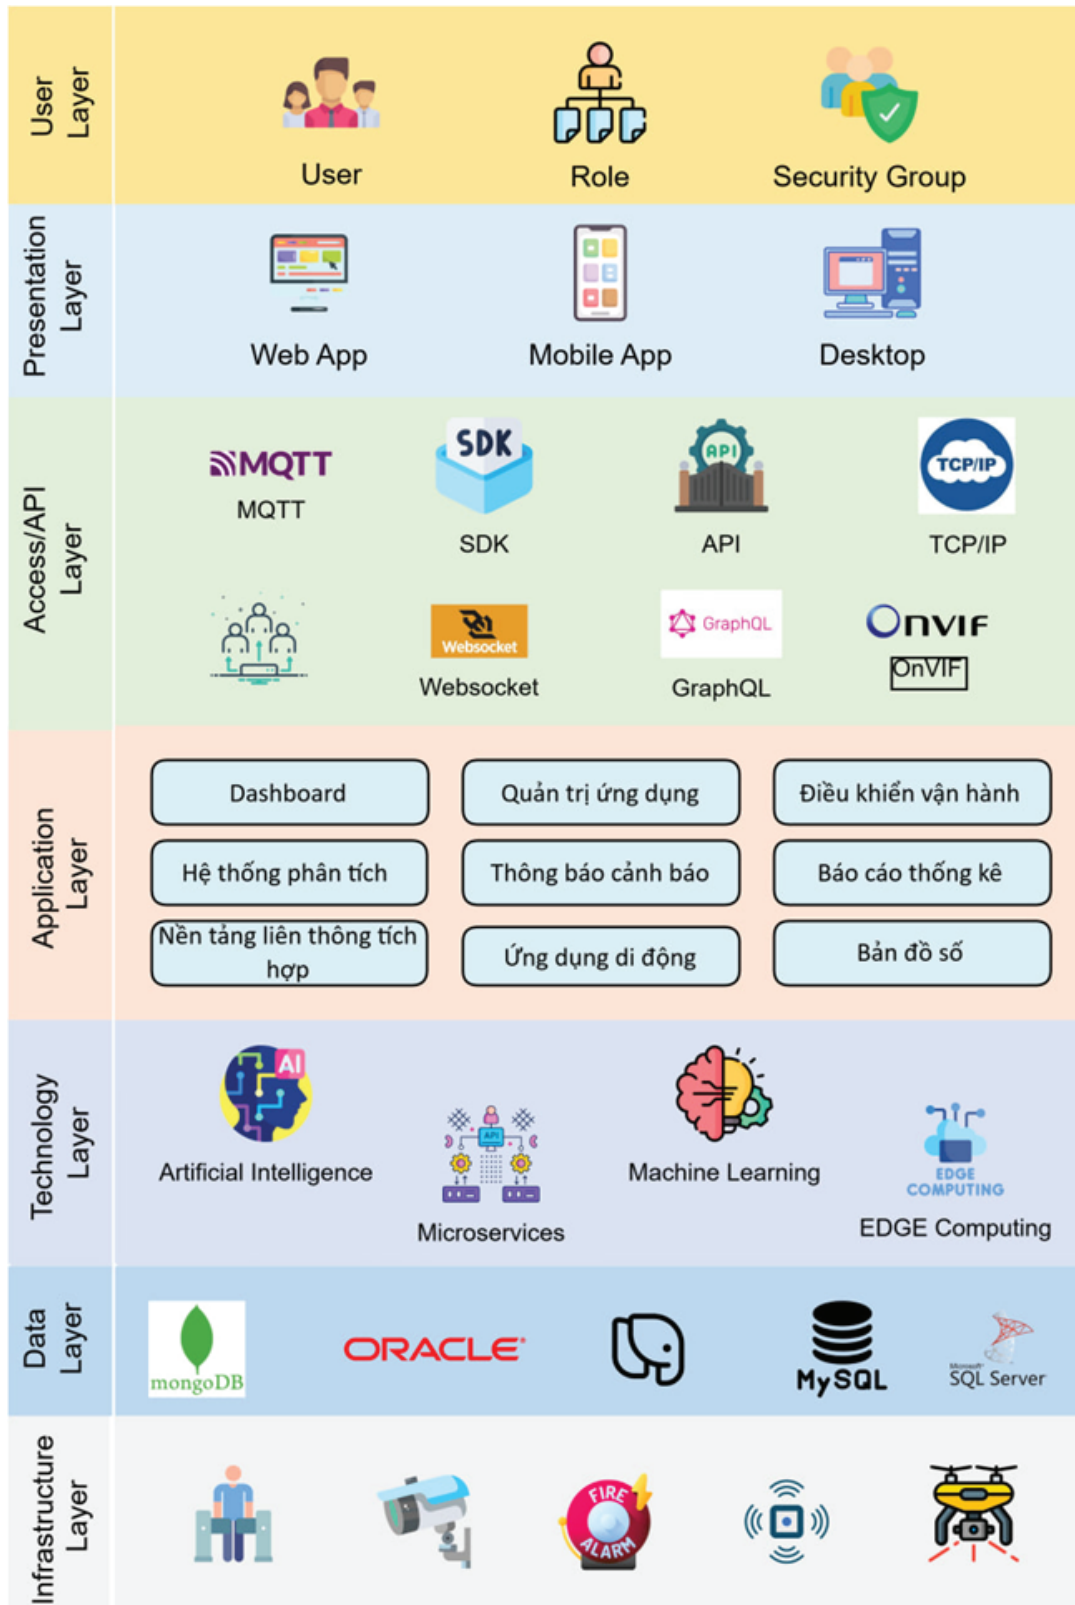 User
Layer
User
Role
Security Group
Presentation
Layer
Web App
Mobile App
Desktop
Access/API
Layer
MQTT
MQTT
SDK
SDK
API
API
TCP/IP
TCP/IP
Websocket
Websocket
GraphQL
GraphQL
ONVIF
OnVIF
Application
Layer
Dashboard
Quản trị ứng dụng
Điều khiển vận hành
Hệ thống phân tích
Thông báo cảnh báo
Báo cáo thống kê
Nền tảng liên thông tích
hợp
Ứng dụng di động
Bản đồ số
Technology
Layer
AI
Artificial Intelligence
API
Microservices
Machine Learning
EDGE
COMPUTING
EDGE Computing
Data
Layer
mongoDB
ORACLE
MySQL
Microsoft
SQL Server
Infrastructure
Layer
FIRE
ALARM